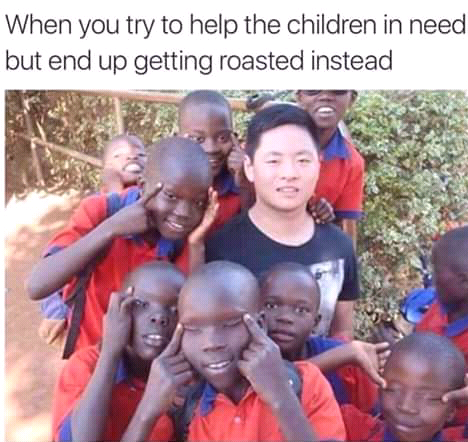 When you try to help the children in need
but end up getting roasted instead